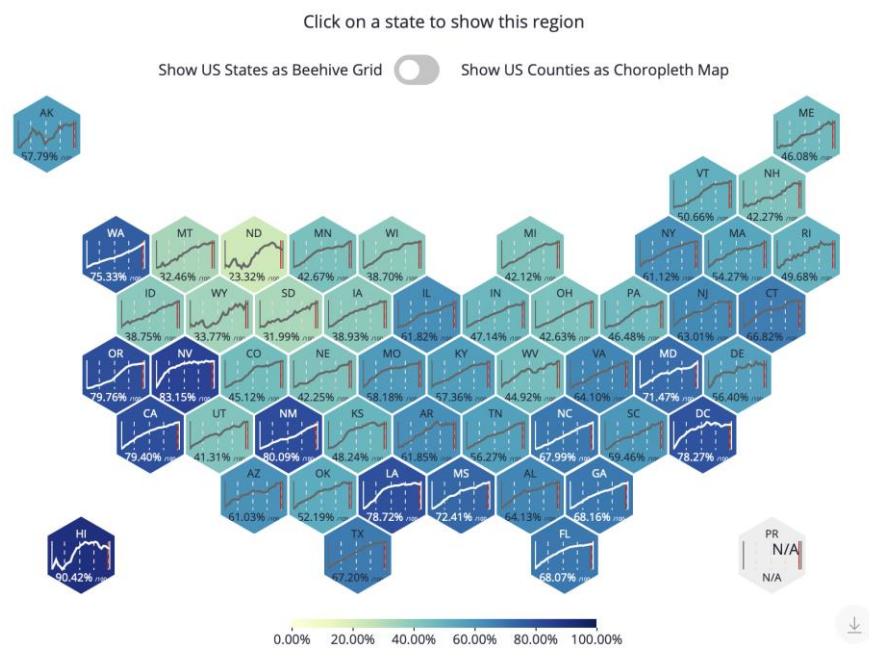 Click on a state to show this region
Show US States as Beehive Grid Show US Counties as Choropleth Map
AK
57.79%
ME
46.08%
VT
50.66%
NH
42.27%
WA
75.33%
MT
32.46%
ND
23.32%
MN
42.67%
WI
38.70%
MI
42.12%
NY
61.12%
MA
54.27%
RI
49.68%
ID
38.75%
WY
33.77%
SD
31.99%
IA
38.93%
IL
61.82%
IN
47.14%
OH
42.63%
PA
46.48%
NJ
63.01%
CT
66.82%
OR
79.76%
NV
83.15%
CO
45.12%
NE
42.25%
MO
58.18%
KY
57.36%
WV
44.92%
VA
64.10%
MD
71.47%
DE
56.40%
CA
79.40%
UT
41.31%
NM
80.09%
KS
48.24%
AR
61.85%
TN
56.27%
NC
67.99%
SC
59.46%
DC
78.27%
AZ
61.03%
OK
52.19%
LA
78.72%
MS
72.41%
AL
64.13%
GA
68.16%
HI
90.42%
TX
67.20%
FL
68.07%
PR
N/A
N/A
0.00% 20.00% 40.00% 60.00% 80.00% 100.00%